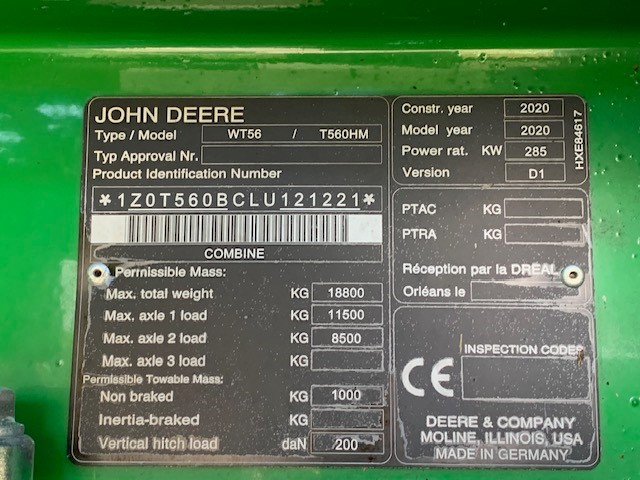 JOHN DEERE
Type / Model WT56 / T560HM
Typ Approval Nr.
Product Identification Number
*1Z0T560BCLU121221*
COMBINE
Permissible Mass:
Max. total weight KG 18800
Max. axle 1 load KG 11500
Max. axle 2 load KG 8500
Max. axle 3 load KG
Permissible Towable Mass:
Non braked KG 1000
Inertia-braked KG
Vertical hitch load daN 200
Constr. year 2020
Model year 2020
Power rat. KW 285
Version D1
HXE84617
PTAC KG
PTRA KG
Réception par la DREAL
Orléans le
CE
INSPECTION CODE
DEERE & COMPANY
MOLINE, ILLINOIS, USA
MADE IN GERMANY